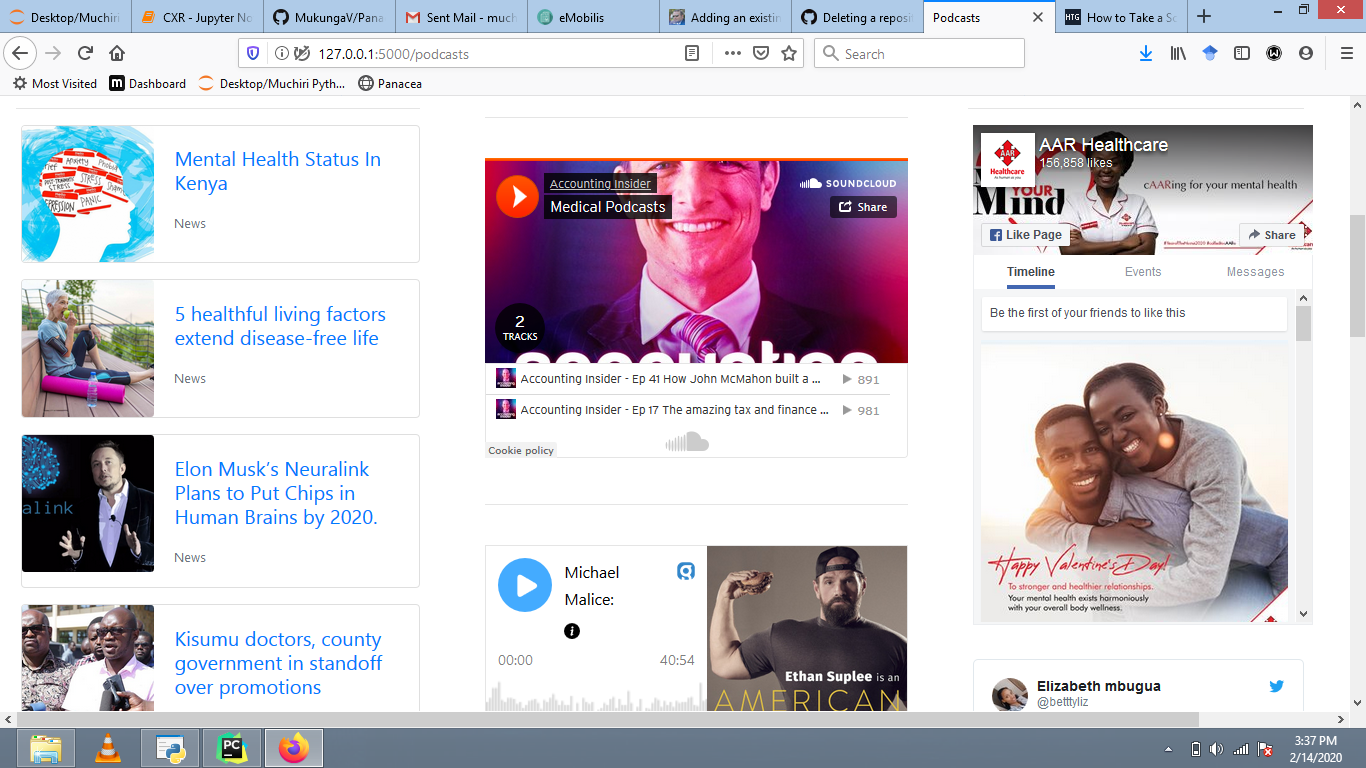 Desktop/Muchiri
CXR - Jupyter No
MukungaV/Pana
Sent Mail - much
eMobilis
Adding an existin
Deleting a reposit
Podcasts
HTG
How to Take a Sc
127.0.0.1:5000/podcasts
Search
Most Visited
Dashboard
Desktop/Muchiri Pyth...
Panacea
Mental Health Status In
Kenya
News
5 healthful living factors
extend disease-free life
News
alink
Elon Musk’s Neuralink
Plans to Put Chips in
Human Brains by 2020.
News
Kisumu doctors, county
government in standoff
over promotions
Accounting Insider
Medical Podcasts
SOUNDCLOUD
Share
2
TRACKS
accounting
Accounting Insider - Ep 41 How John McMahon built a ...
891
Accounting Insider - Ep 17 The amazing tax and finance ...
981
Cookie policy
Michael
Malice:
00:00
40:54
Ethan Suplee is an
AMERICAN
AAR
Healthcare
AAR Healthcare
156,858 likes
YOUR
Mind
cAARing for your mental health
Like Page
Share
Timeline
Events
Messages
Be the first of your friends to like this
Happy Valentine's Day!
To stronger and healthier relationships.
Your mental health exists harmoniously
with your overall body wellness.
Elizabeth mbugua
@betttyliz
PC
3:37 PM
2/14/2020